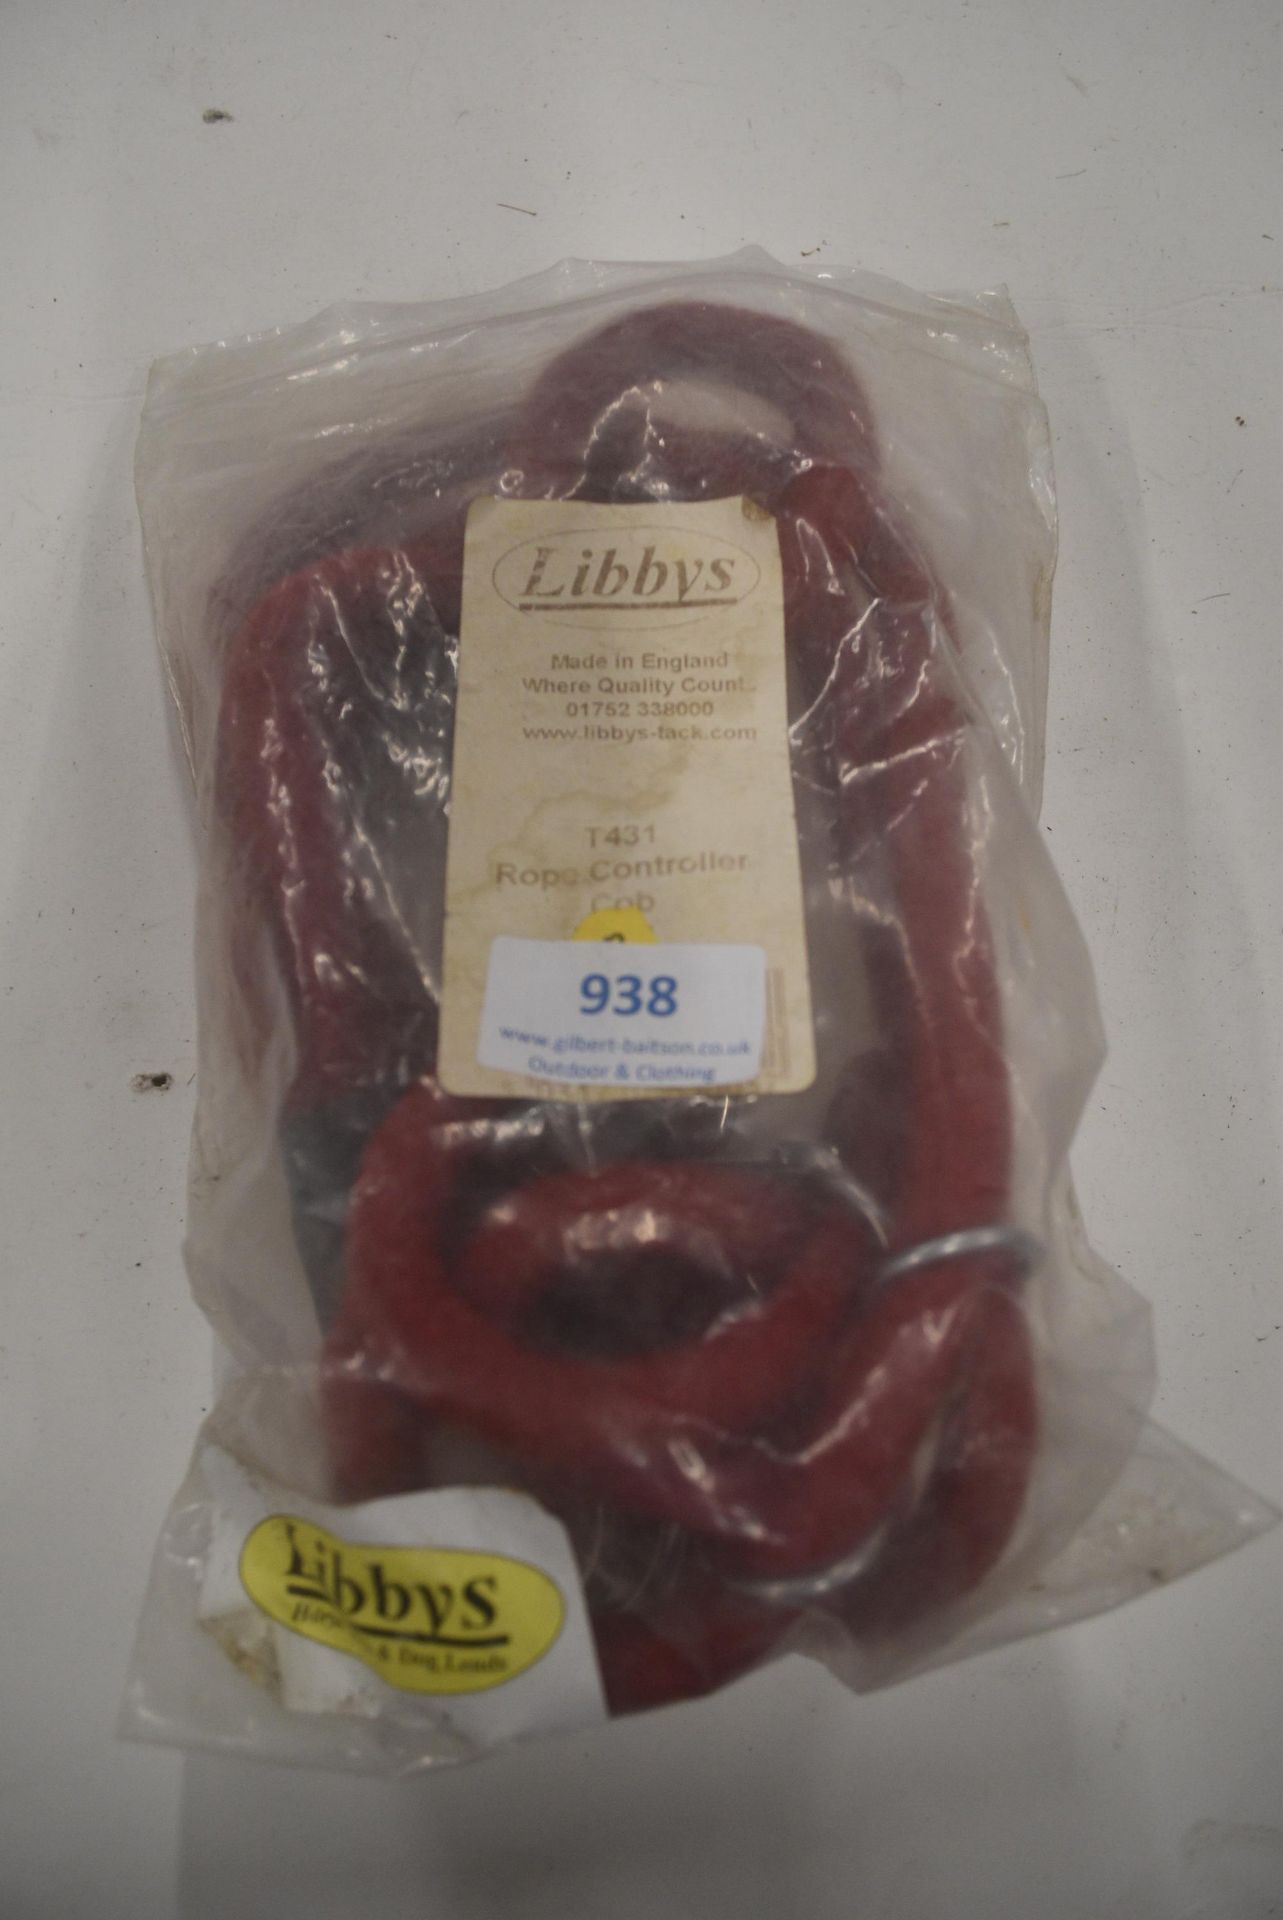 Libbys
Made in England
Where Quality Count
01752 338000
www.libbys-tack.com
T431
Rope Controller
Cob
938
www.gilbert-baitson.co.uk
Outdoor & Clothing
Libbys
& Dog Leads